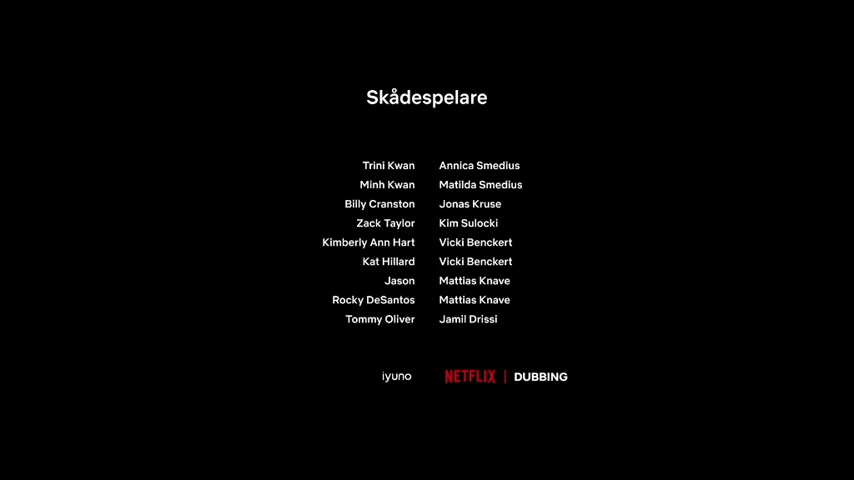 Skådespelare
Trini Kwan Annica Smedius
Minh Kwan Matilda Smedius
Billy Cranston Jonas Kruse
Zack Taylor Kim Sulocki
Kimberly Ann Hart Vicki Benckert
Kat Hillard Vicki Benckert
Jason Mattias Knave
Rocky DeSantos Mattias Knave
Tommy Oliver Jamil Drissi
iyuno NETFLIX | DUBBING